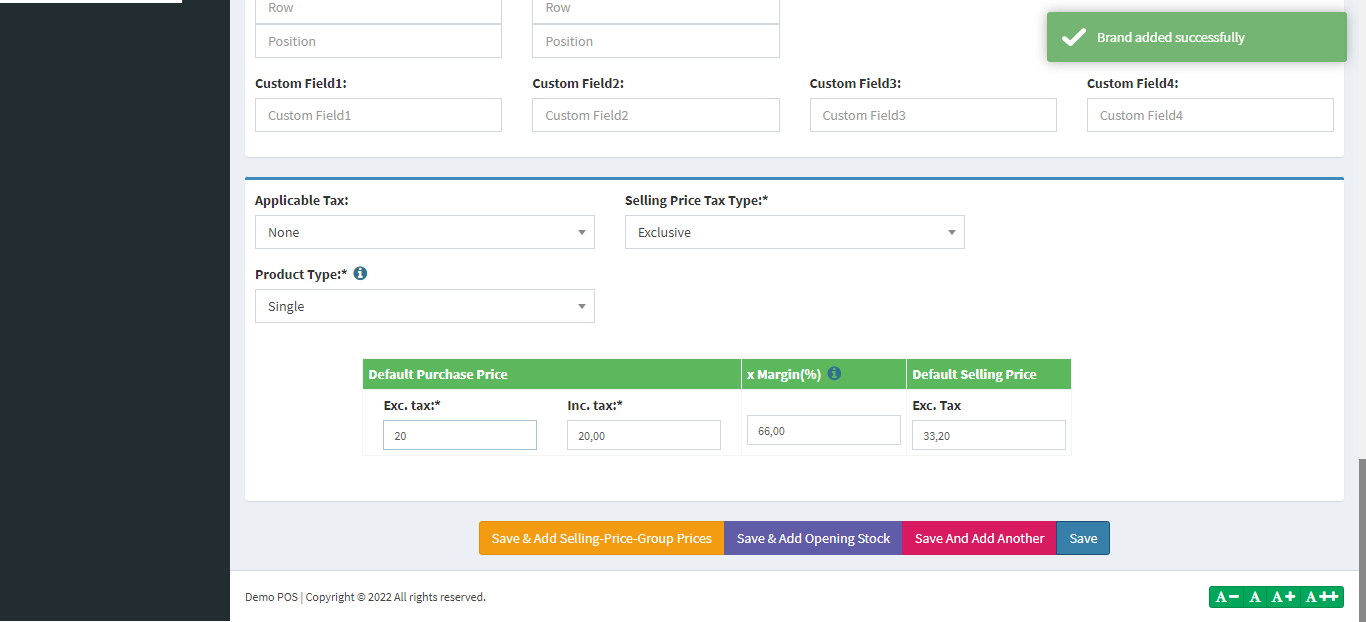 Row Row
Position Position
Brand added successfully
Custom Field1: Custom Field2: Custom Field3: Custom Field4:
Custom Field1 Custom Field2 Custom Field3 Custom Field4
Applicable Tax: Selling Price Tax Type:*
None Exclusive
Product Type:*
Single
Default Purchase Price x Margin(%) Default Selling Price
Exc. tax:* Inc. tax:* Exc. Tax
20 20,00 66,00 33,20
Save & Add Selling-Price-Group Prices Save & Add Opening Stock Save And Add Another Save
Demo POS | Copyright © 2022 All rights reserved.
A− A A+ A++